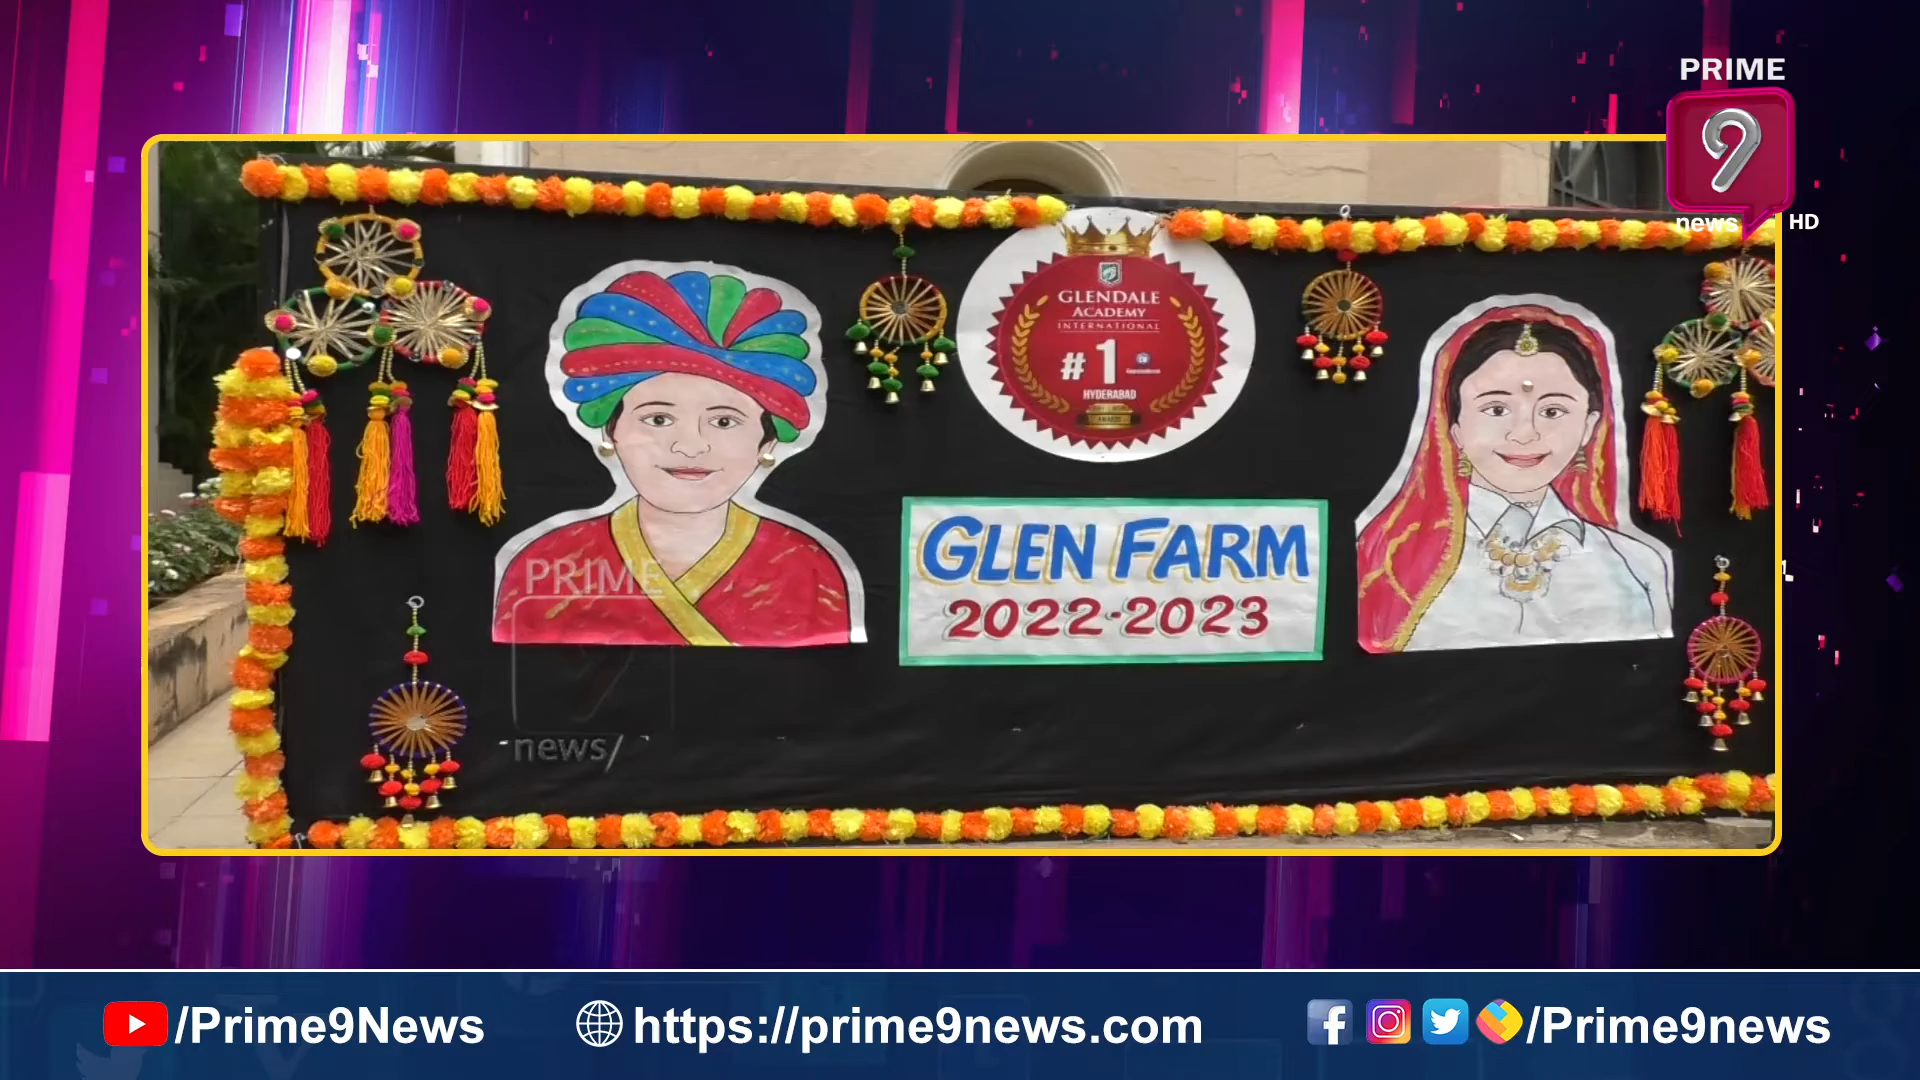 PRIME
9
news
HD
GLENDALE
ACADEMY
INTERNATIONAL
#1
HYDERABAD
GLEN FARM
2022-2023
PRIME
news/
/Prime9News
https://prime9news.com
/Prime9news